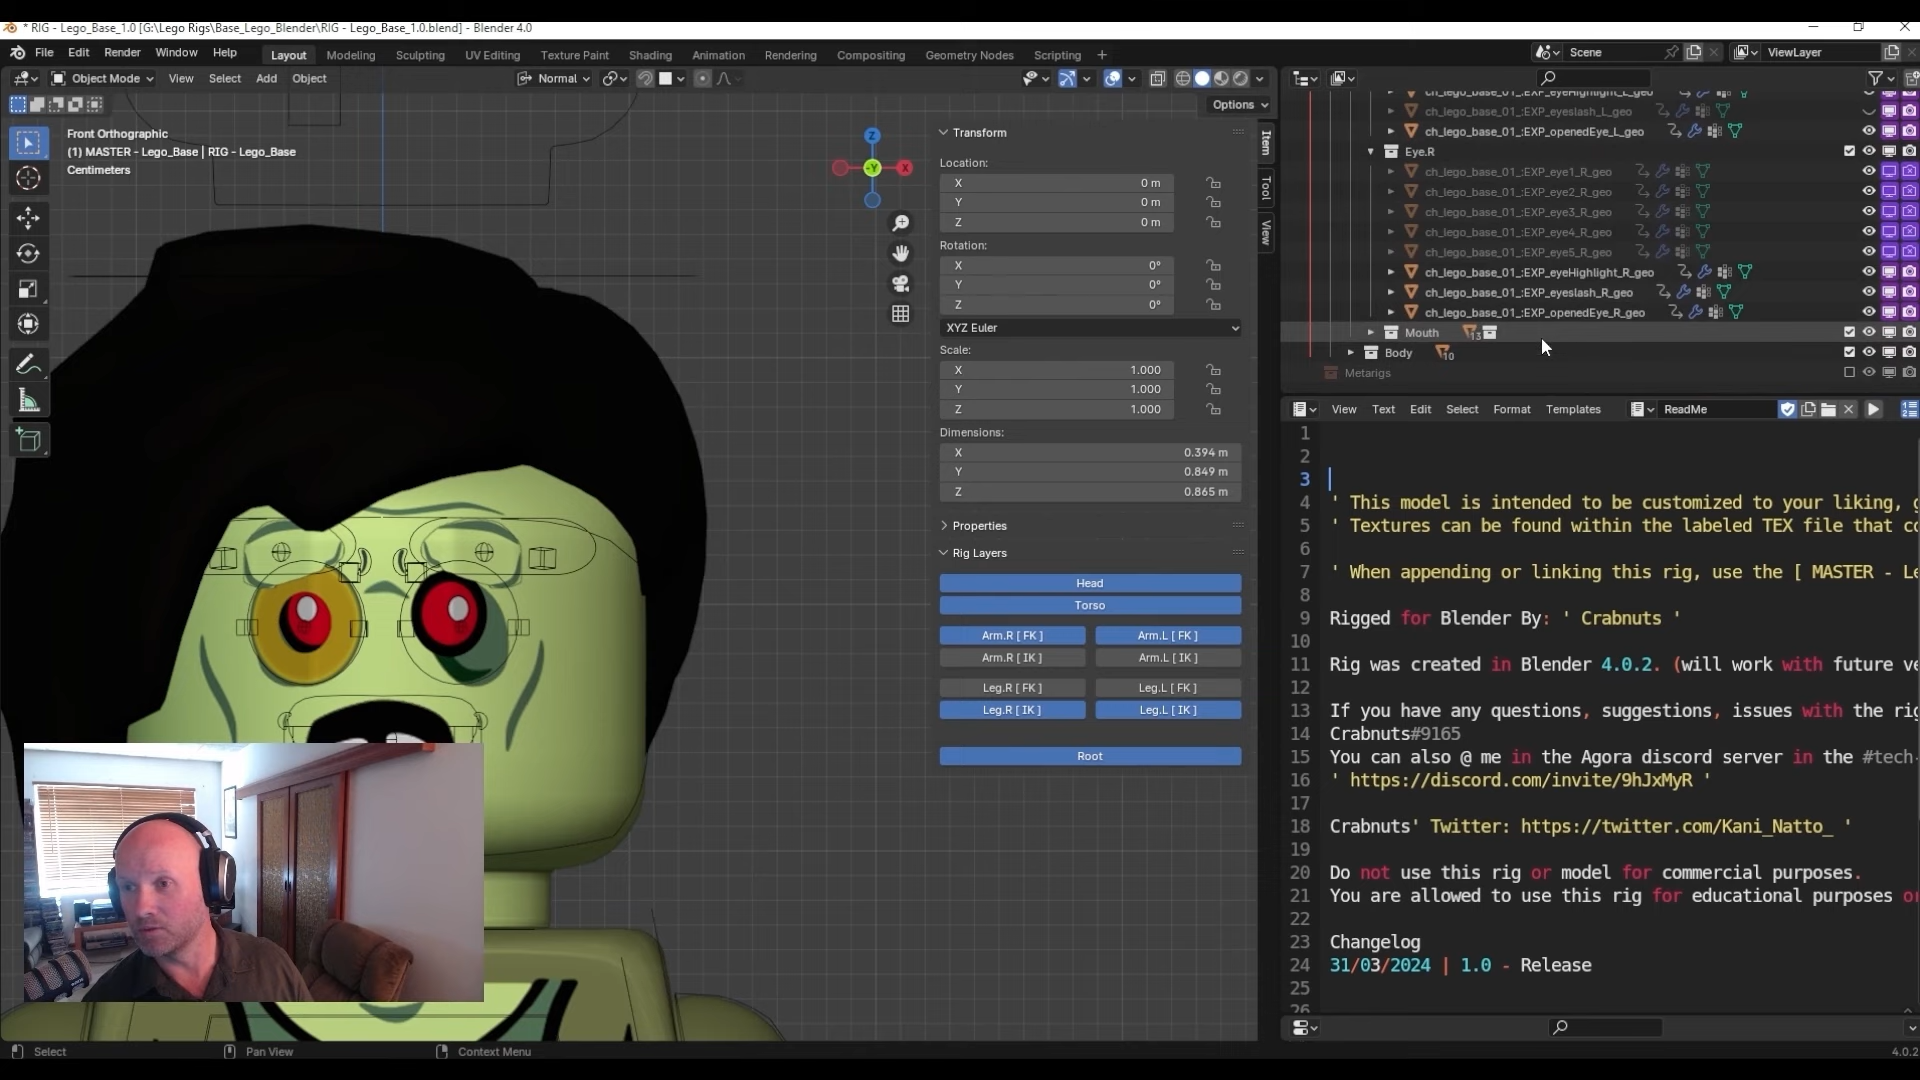 * RIG - Lego_Base_1.0 [G:\Lego Rigs\Base_Lego_Blender\RIG - Lego_Base_1.0.blend] - Blender 4.0
File Edit Render Window Help Layout Modeling Sculpting UV Editing Texture Paint Shading Animation Rendering Compositing Geometry Nodes Scripting + Scene ViewLayer
Object Mode View Select Add Object Normal
Options
Front Orthographic
(1) MASTER - Lego_Base | RIG - Lego_Base
Centimeters
Z
-Y
X
Transform
Location:
X 0 m
Y 0 m
Z 0 m
Rotation:
X 0°
Y 0°
Z 0°
XYZ Euler
Scale:
X 1.000
Y 1.000
Z 1.000
Dimensions:
X 0.394 m
Y 0.849 m
Z 0.865 m
Properties
Rig Layers
Head
Torso
Arm.R [ FK ] Arm.L [ FK ]
Arm.R [ IK ] Arm.L [ IK ]
Leg.R [ FK ] Leg.L [ FK ]
Leg.R [ IK ] Leg.L [ IK ]
Root
Item
Tool
View
ch_lego_base_01_:EXP_eyeHighlight_L_geo
ch_lego_base_01_:EXP_eyeslash_L_geo
ch_lego_base_01_:EXP_openedEye_L_geo
Eye.R
ch_lego_base_01_:EXP_eye1_R_geo
ch_lego_base_01_:EXP_eye2_R_geo
ch_lego_base_01_:EXP_eye3_R_geo
ch_lego_base_01_:EXP_eye4_R_geo
ch_lego_base_01_:EXP_eye5_R_geo
ch_lego_base_01_:EXP_eyeHighlight_R_geo
ch_lego_base_01_:EXP_eyeslash_R_geo
ch_lego_base_01_:EXP_openedEye_R_geo
Mouth 13
Body 10
Metarigs
View Text Edit Select Format Templates ReadMe
1
2
3
4 ' This model is intended to be customized to your liking, g
5 ' Textures can be found within the labeled TEX file that co
6
7 ' When appending or linking this rig, use the [ MASTER - Le
8
9 Rigged for Blender By: ' Crabnuts '
10
11 Rig was created in Blender 4.0.2. (will work with future ve
12
13 If you have any questions, suggestions, issues with the rig
14 Crabnuts#9165
15 You can also @ me in the Agora discord server in the #tech-
16 ' https://discord.com/invite/9hJxMyR '
17
18 Crabnuts' Twitter: https://twitter.com/Kani_Natto_ '
19
20 Do not use this rig or model for commercial purposes.
21 You are allowed to use this rig for educational purposes or
22
23 Changelog
24 31/03/2024 | 1.0 - Release
25
26
Select Pan View Context Menu 4.0.2